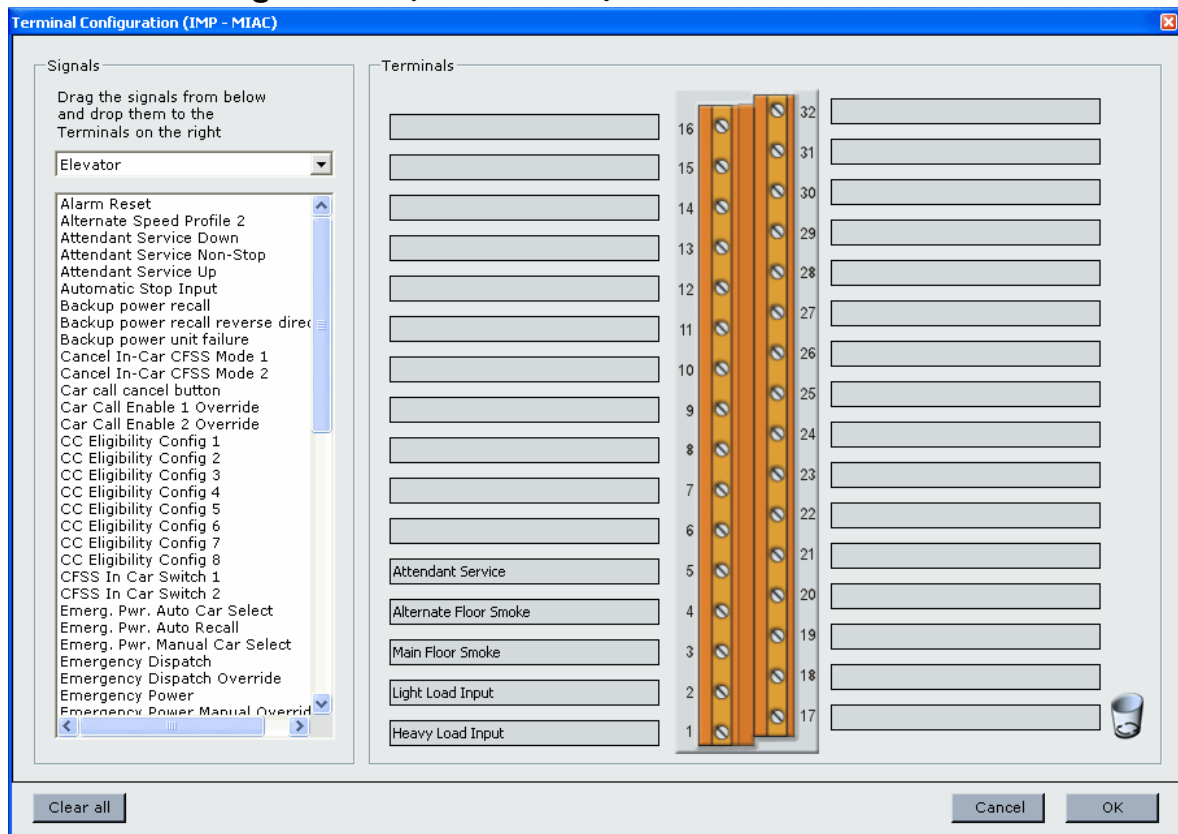 Terminal Configuration (IMP - MIAC)
Signals
Drag the signals from below
and drop them to the
Terminals on the right
Elevator
Alarm Reset
Alternate Speed Profile 2
Attendant Service Down
Attendant Service Non-Stop
Attendant Service Up
Automatic Stop Input
Backup power recall
Backup power recall reverse direc
Backup power unit failure
Cancel In-Car CFSS Mode 1
Cancel In-Car CFSS Mode 2
Car call cancel button
Car Call Enable 1 Override
Car Call Enable 2 Override
CC Eligibility Config 1
CC Eligibility Config 2
CC Eligibility Config 3
CC Eligibility Config 4
CC Eligibility Config 5
CC Eligibility Config 6
CC Eligibility Config 7
CC Eligibility Config 8
CFSS In Car Switch 1
CFSS In Car Switch 2
Emerg. Pwr. Auto Car Select
Emerg. Pwr. Auto Recall
Emerg. Pwr. Manual Car Select
Emergency Dispatch
Emergency Dispatch Override
Emergency Power
Emergency Power Manual Overrid
Terminals
16
15
14
13
12
11
10
9
8
7
6
Attendant Service 5
Alternate Floor Smoke 4
Main Floor Smoke 3
Light Load Input 2
Heavy Load Input 1
32
31
30
29
28
27
26
25
24
23
22
21
20
19
18
17
Clear all
Cancel
OK